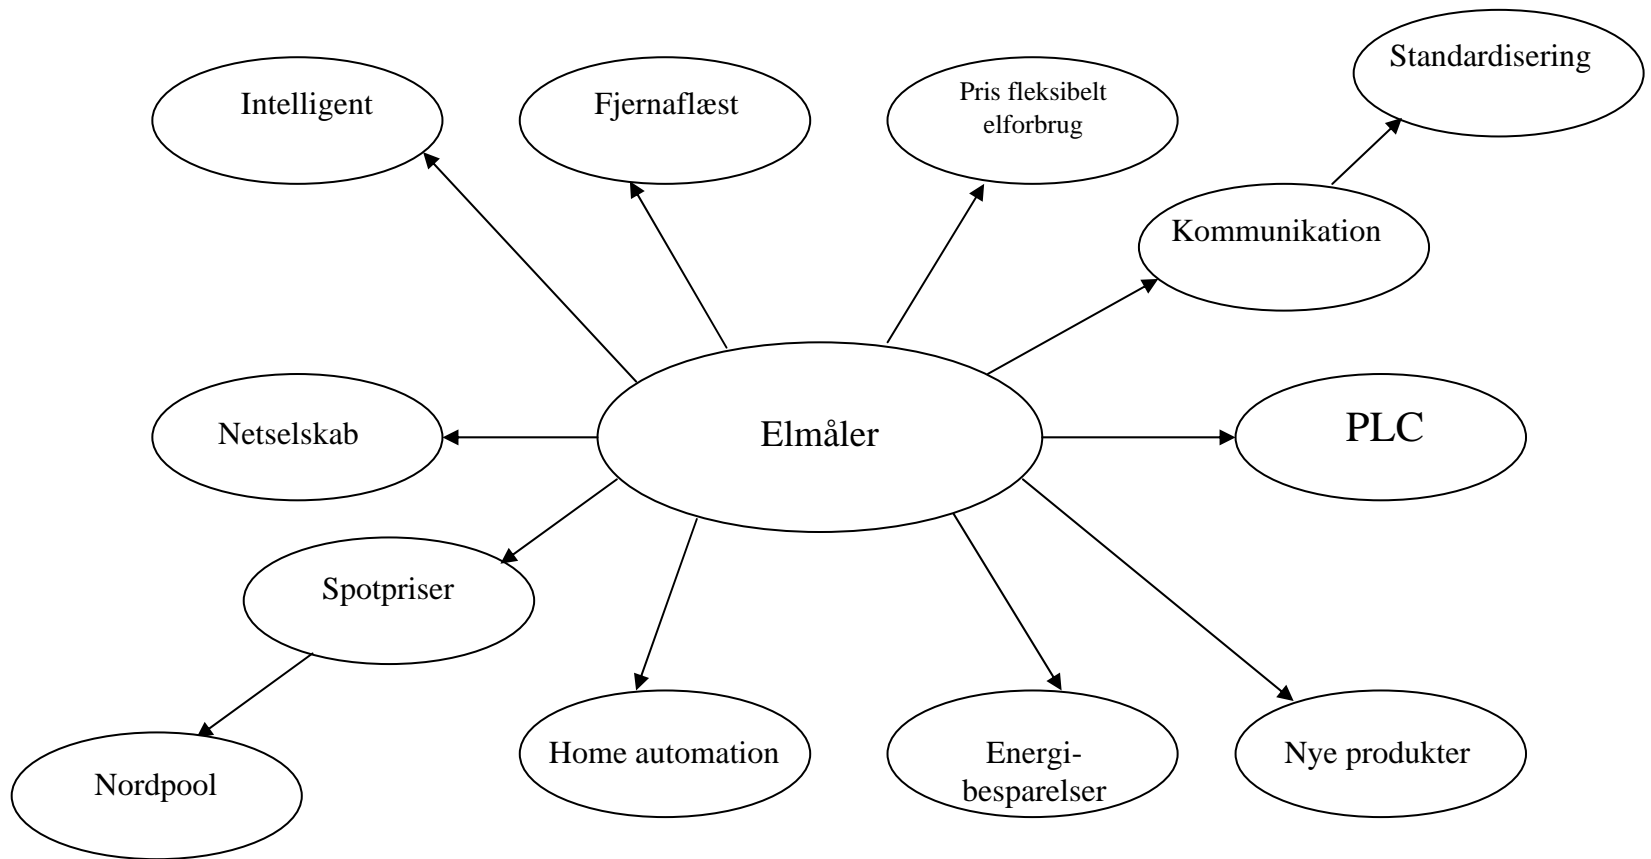 Standardisering
Intelligent
Fjernaflæst
Pris fleksibelt
elforbrug
Kommunikation
Netselskab
Elmåler
PLC
Spotpriser
Home automation
Energi-
besparelser
Nye produkter
Nordpool